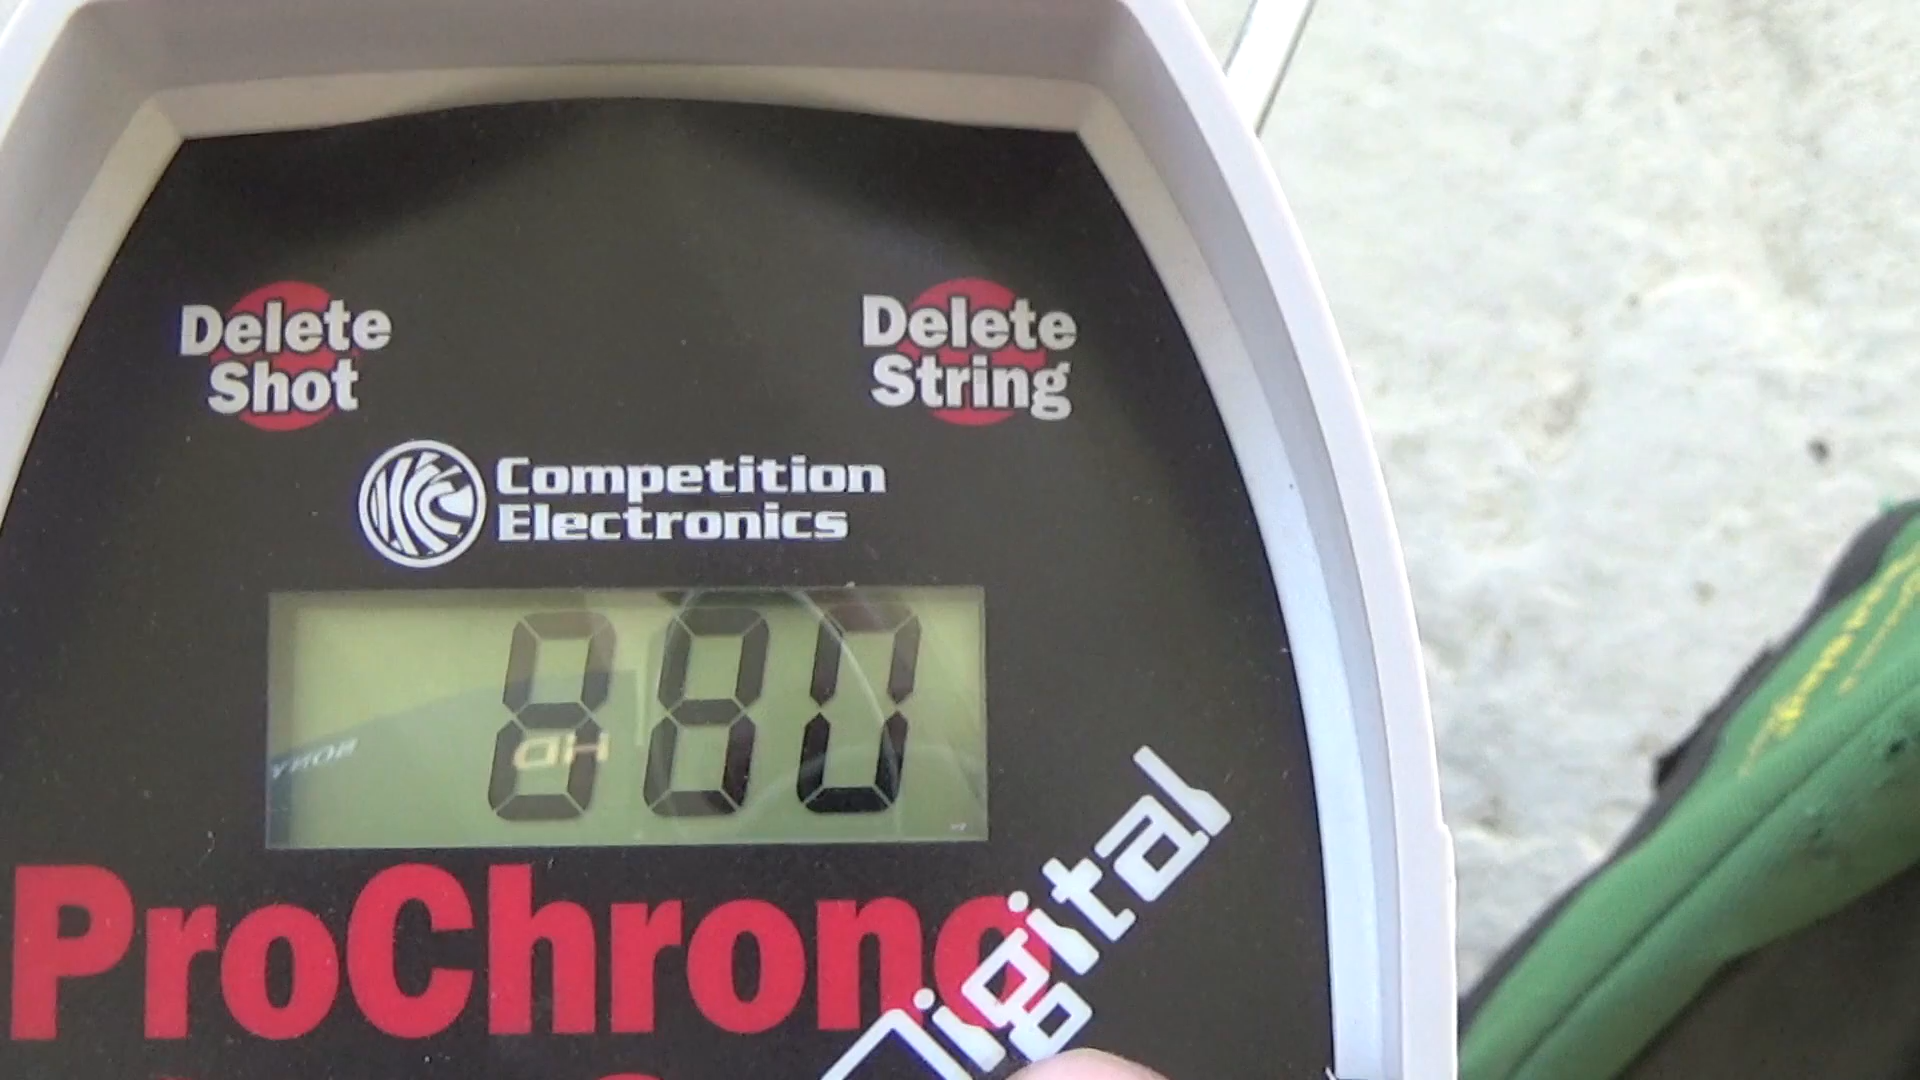 Delete
Shot
Delete
String
Competition
Electronics
880
ProChrono
Digital